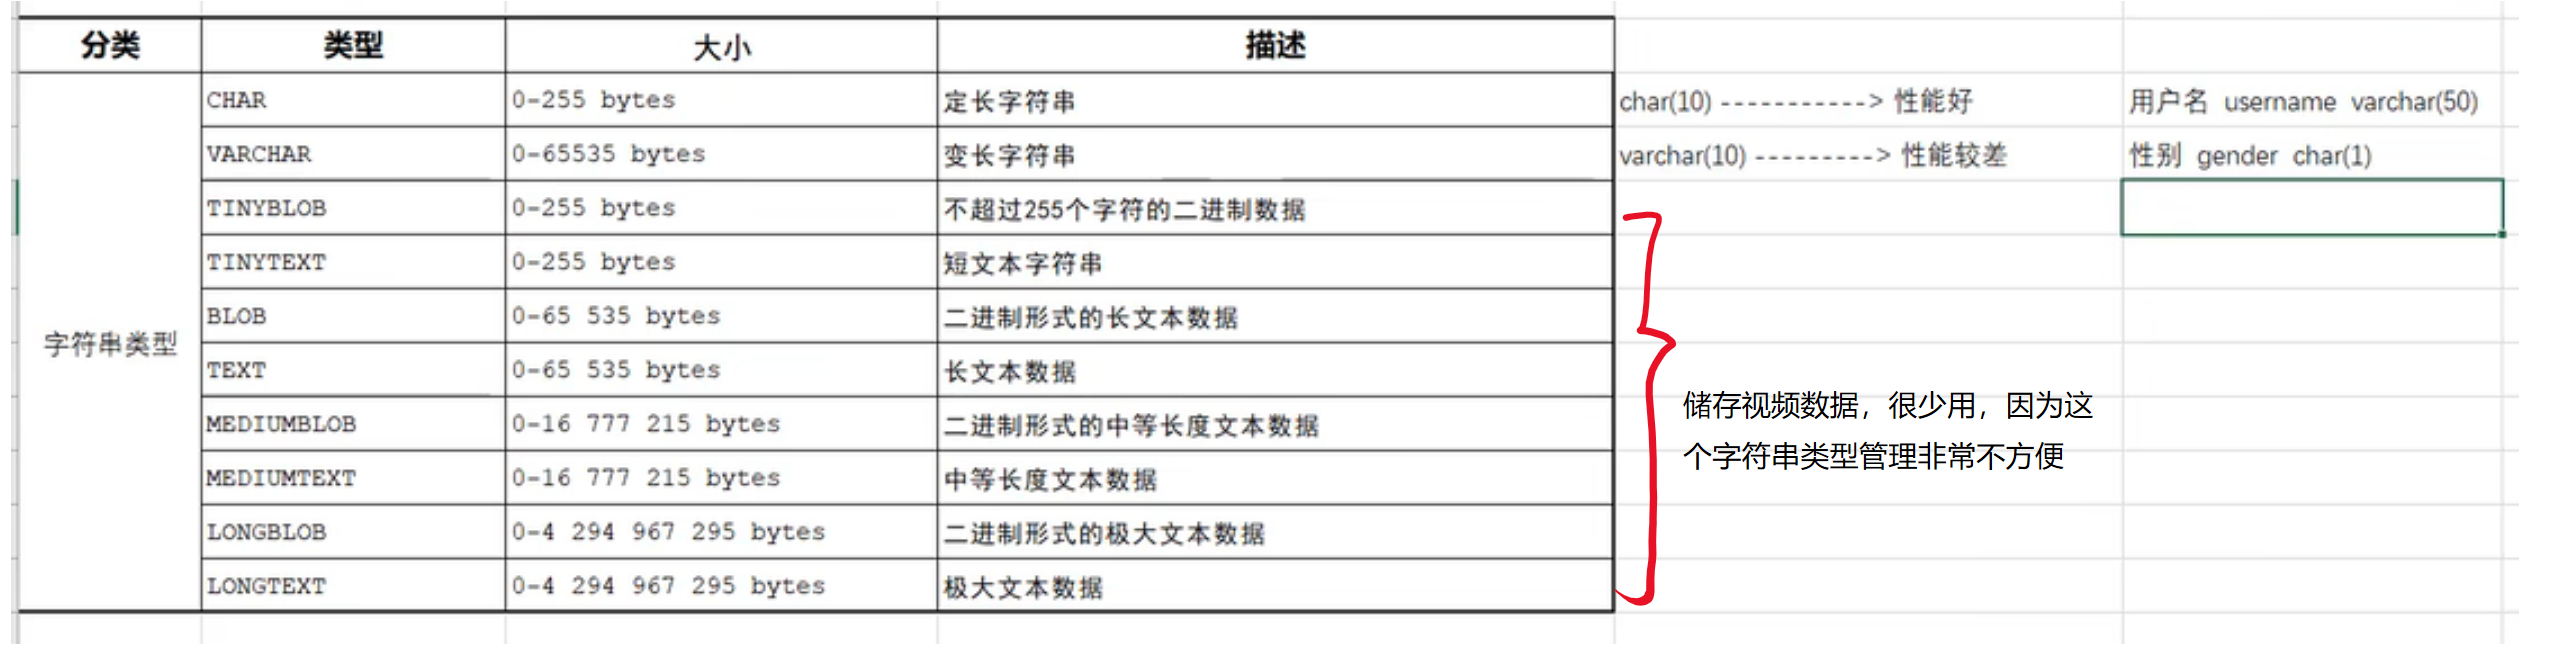 分类 类型 大小 描述
CHAR 0-255 bytes 定长字符串 char(10) -----------> 性能好 用户名 username varchar(50)
VARCHAR 0-65535 bytes 变长字符串 varchar(10) ---------> 性能较差 性别 gender char(1)
TINYBLOB 0-255 bytes 不超过255个字符的二进制数据
TINYTEXT 0-255 bytes 短文本字符串
BLOB 0-65 535 bytes 二进制形式的长文本数据
字符串类型
TEXT 0-65 535 bytes 长文本数据
MEDIUMBLOB 0-16 777 215 bytes 二进制形式的中等长度文本数据
MEDIUMTEXT 0-16 777 215 bytes 中等长度文本数据
LONGBLOB 0-4 294 967 295 bytes 二进制形式的极大文本数据
LONGTEXT 0-4 294 967 295 bytes 极大文本数据
储存视频数据，很少用，因为这
个字符串类型管理非常不方便